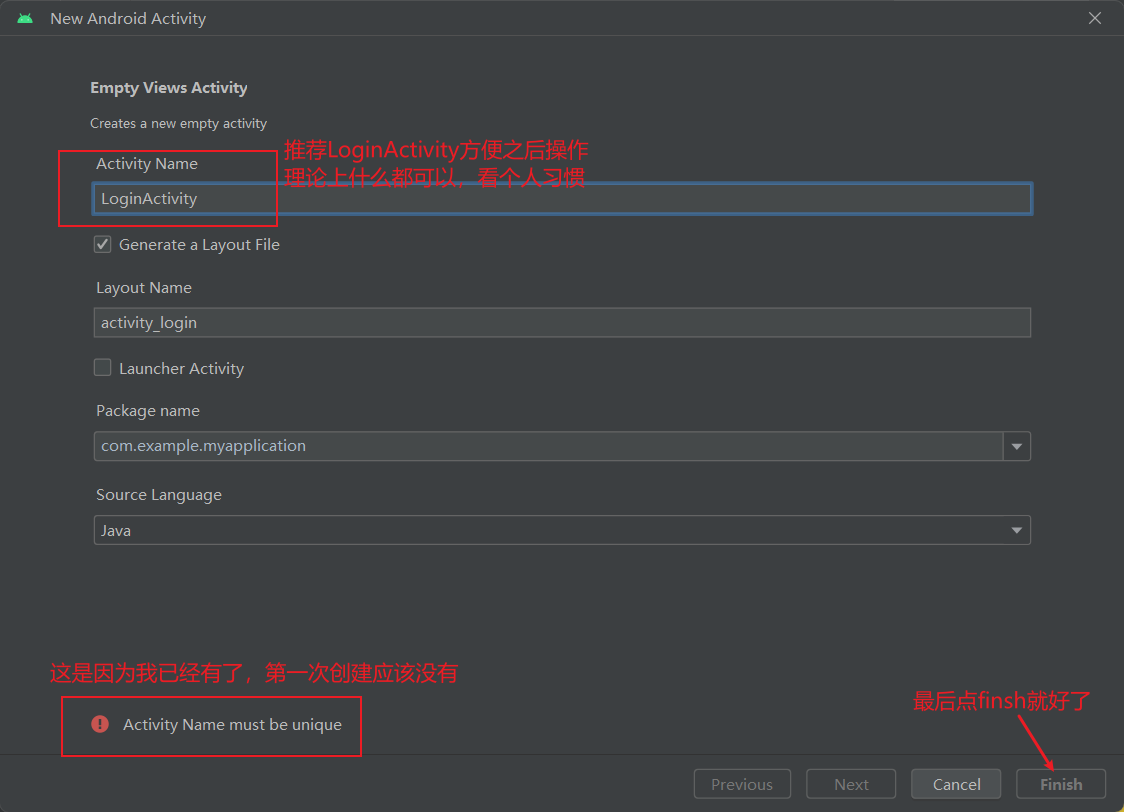 New Android Activity
Empty Views Activity
Creates a new empty activity
推荐LoginActivity方便之后操作
Activity Name
理论上什么都可以，看个人习惯
LoginActivity
Generate a Layout File
Layout Name
activity_login
Launcher Activity
Package name
com.example.myapplication
Source Language
Java
这是因为我已经有了，第一次创建应该没有
Activity Name must be unique
最后点finsh就好了
Previous
Next
Cancel
Finish